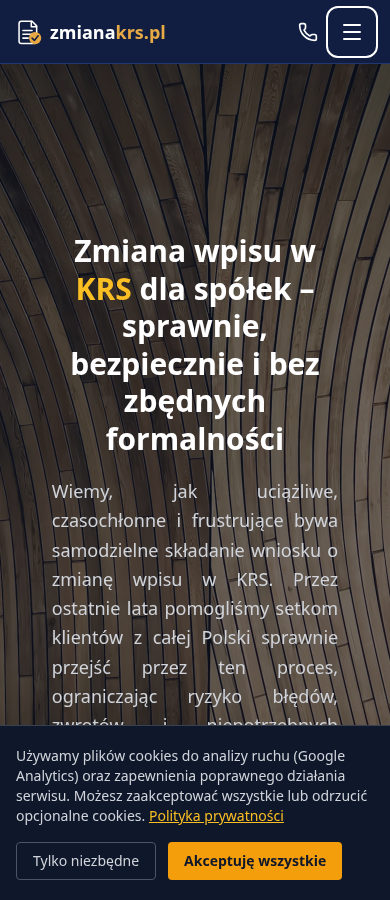 zmianakrs.pl
Zmiana wpisu w
KRS dla spółek –
sprawnie,
bezpiecznie i bez
zbędnych
formalności
Wiemy, jak uciążliwe,
czasochłonne i frustrujące bywa
samodzielne składanie wniosku o
zmianę wpisu w KRS. Przez
ostatnie lata pomogliśmy setkom
klientów z całej Polski sprawnie
przejść przez ten proces,
ograniczając ryzyko błędów,
zwrotów i niepotrzebnych
Używamy plików cookies do analizy ruchu (Google
Analytics) oraz zapewnienia poprawnego działania
serwisu. Możesz zaakceptować wszystkie lub odrzucić
opcjonalne cookies. Polityka prywatności
Tylko niezbędne
Akceptuję wszystkie